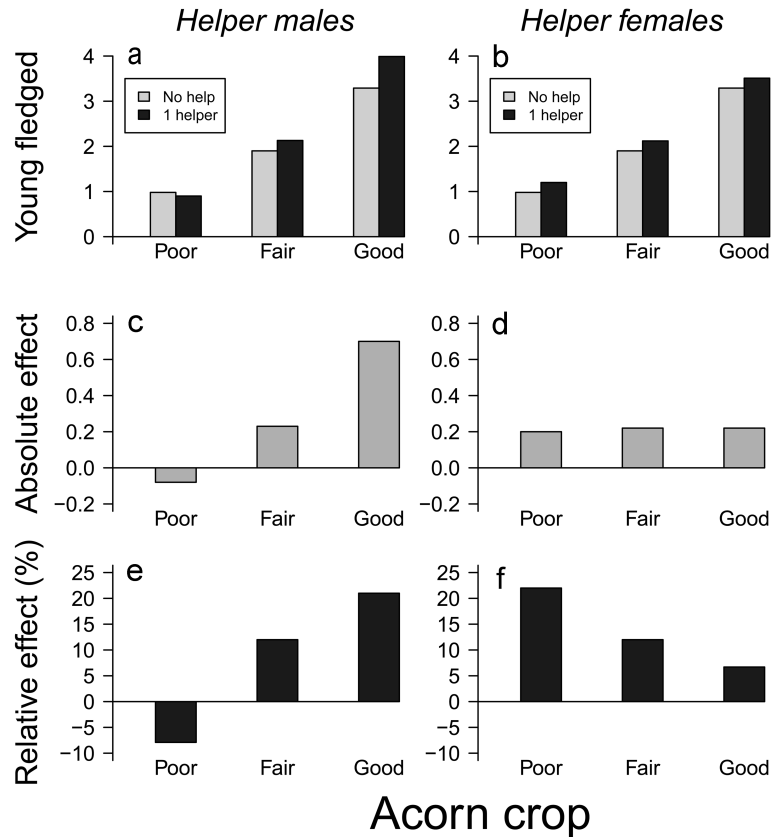 Helper males
Helper females
Young fledged
a
No help
1 helper
4
3
2
1
0
Poor Fair Good
b
No help
1 helper
4
3
2
1
0
Poor Fair Good
Absolute effect
c
0.8
0.6
0.4
0.2
0.0
−0.2
Poor Fair Good
d
0.8
0.6
0.4
0.2
0.0
−0.2
Poor Fair Good
Relative effect (%)
e
25
20
15
10
5
0
−5
−10
Poor Fair Good
f
25
20
15
10
5
0
−5
−10
Poor Fair Good
Acorn crop